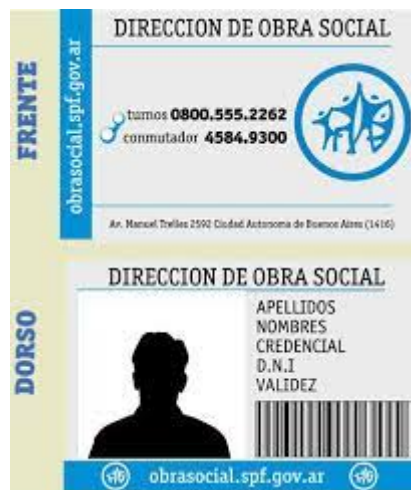 FRENTE
obrasocial.spf.gov.ar
DIRECCION DE OBRA SOCIAL
turnos 0800.555.2262
conmutador 4584.9300
Av. Manuel Trelles 2592 Ciudad Autonoma de Buenos Aires (1416)
DORSO
DIRECCION DE OBRA SOCIAL
APELLIDOS
NOMBRES
CREDENCIAL
D.N.I
VALIDEZ
obrasocial.spf.gov.ar